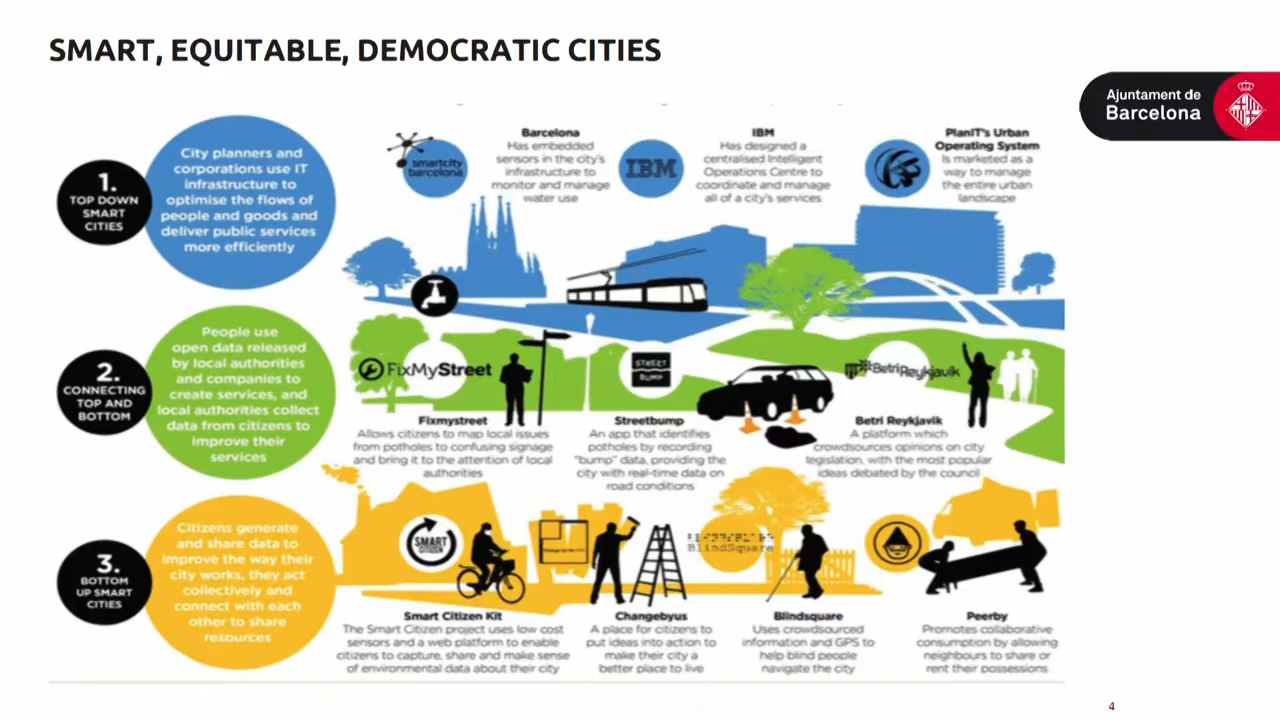 SMART, EQUITABLE, DEMOCRATIC CITIES
Ajuntament de
Barcelona
1.
TOP DOWN
SMART
CITIES
City planners and
corporations use IT
infrastructure to
optimise the flows of
people and goods and
deliver public services
more efficiently
smartcity
barcelona
Barcelona
Has embedded
sensors in the city's
infrastructure to
monitor and manage
water use
IBM
IBM
Has designed a
centralised Intelligent
Operations Centre to
coordinate and manage
all of a city's services
PlanIT's Urban
Operating System
Is marketed as a
way to manage
the entire urban
landscape
2.
CONNECTING
TOP AND
BOTTOM
People use
open data released
by local authorities
and companies to
create services, and
local authorities collect
data from citizens to
improve their
services
FixMyStreet
Fixmystreet
Allows citizens to map local issues
from potholes to confusing signage
and bring it to the attention of local
authorities
STREET
BUMP
Streetbump
An app that identifies
potholes by recording
"bump" data, providing the
city with real-time data on
road conditions
Betri Reykjavik
Betri Reykjavik
A platform which
crowdsources opinions on city
legislation, with the most popular
ideas debated by the council
3.
BOTTOM
UP SMART
CITIES
Citizens generate
and share data to
improve the way their
city works, they act
collectively and
connect with each
other to share
resources
SMART
CITIZEN
Smart Citizen Kit
The Smart Citizen project uses low cost
sensors and a web platform to enable
citizens to capture, share and make sense
of environmental data about their city
Changebyus
A place for citizens to
put ideas into action to
make their city a
better place to live
BlindSquare
Blindsquare
Uses crowdsourced
information and GPS to
help blind people
navigate the city
Peerby
Promotes collaborative
consumption by allowing
neighbours to share or
rent their possessions
4